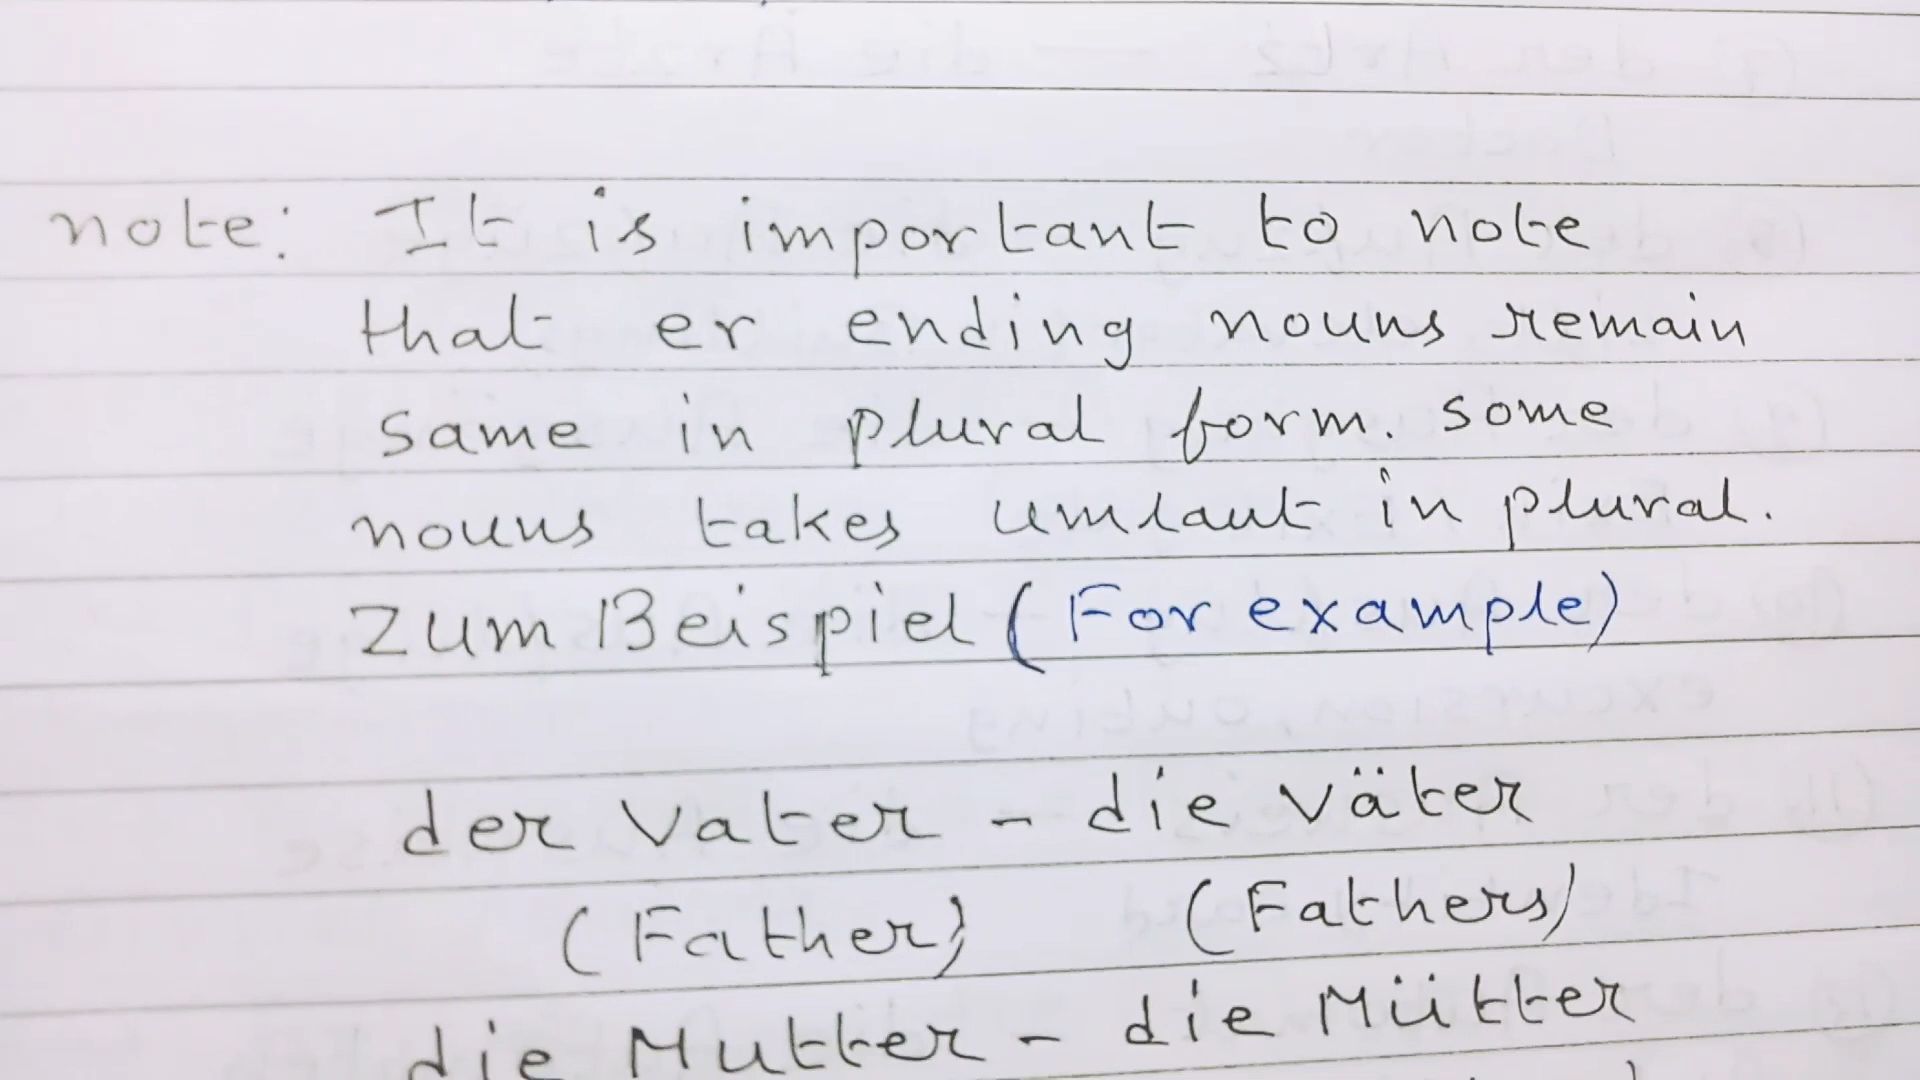 note: It is important to note
that er ending nouns remain
same in plural form. some
nouns takes umlaut in plural.
Zum Beispiel (For example)
der Vater - die Väter
(Father) (Fathers)
die Mutter - die Mütter